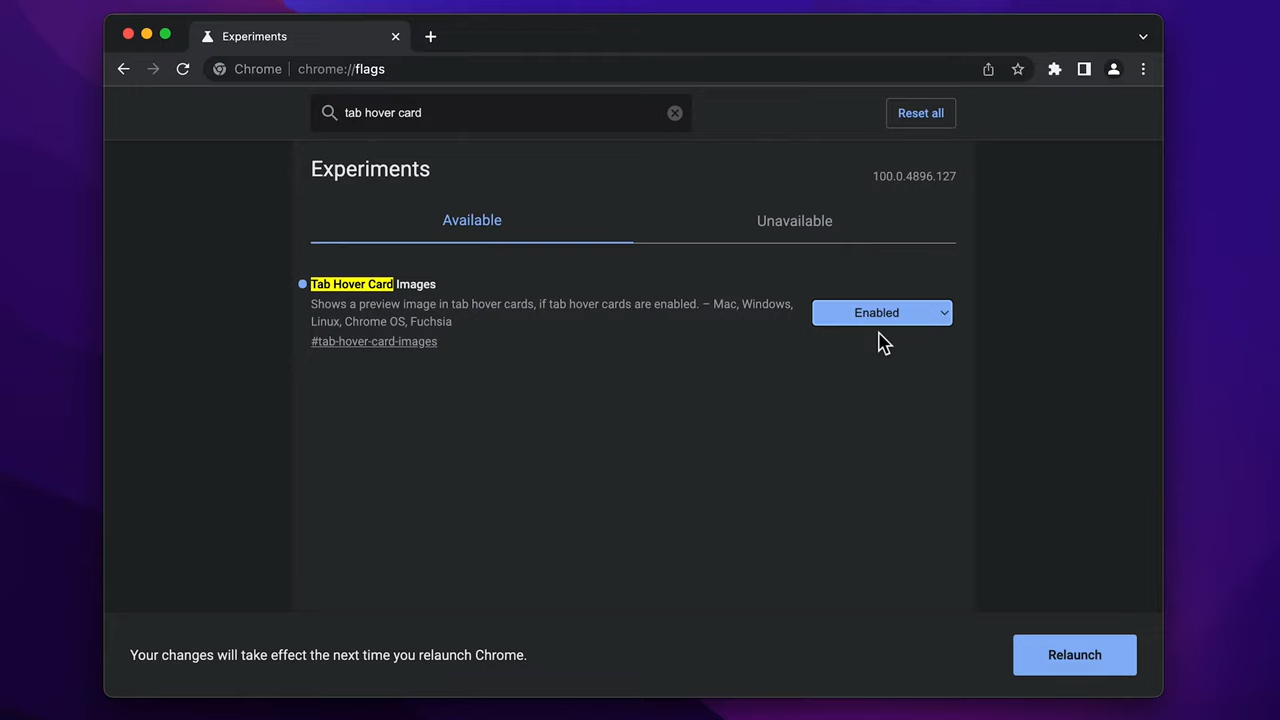 Experiments
Chrome
chrome://flags
tab hover card
Reset all
Experiments
100.0.4896.127
Available
Unavailable
Tab Hover Card Images
Shows a preview image in tab hover cards, if tab hover cards are enabled. – Mac, Windows,
Linux, Chrome OS, Fuchsia
#tab-hover-card-images
Enabled
Your changes will take effect the next time you relaunch Chrome.
Relaunch